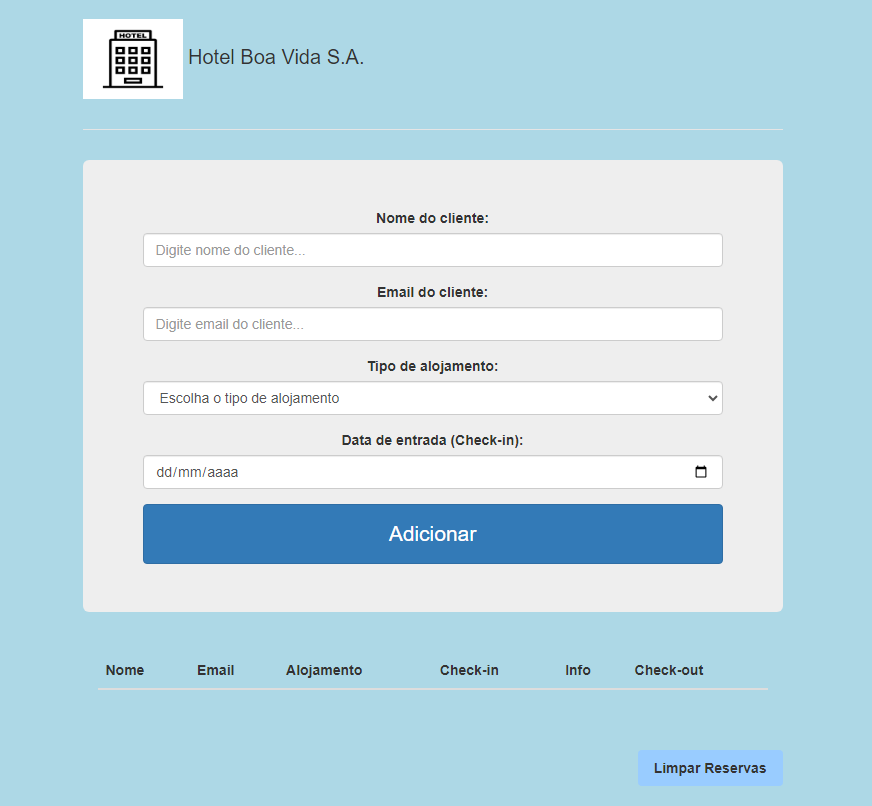 HOTEL
Hotel Boa Vida S.A.
Nome do cliente:
Digite nome do cliente...
Email do cliente:
Digite email do cliente...
Tipo de alojamento:
Escolha o tipo de alojamento
Data de entrada (Check-in):
dd/mm/aaaa
Adicionar
Nome Email Alojamento Check-in Info Check-out
Limpar Reservas